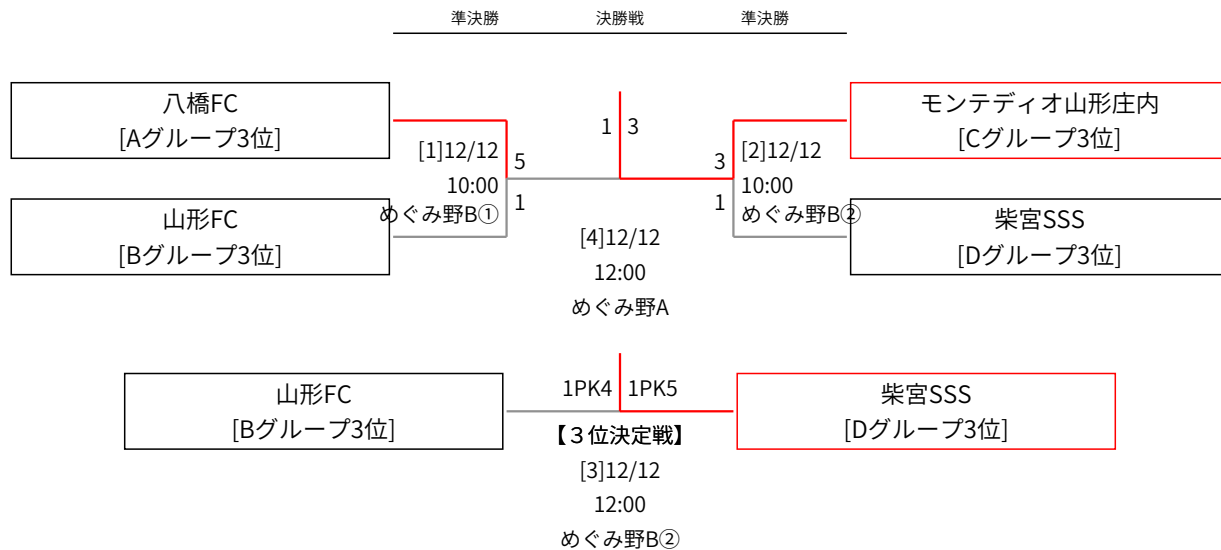 準決勝 決勝戦 準決勝
八橋FC
[Aグループ3位]
山形FC
[Bグループ3位]
[1]12/12
10:00
めぐみ野B①
5
1
1 3
[4]12/12
12:00
めぐみ野A
3
1
[2]12/12
10:00
めぐみ野B②
モンテディオ山形庄内
[Cグループ3位]
柴宮SSS
[Dグループ3位]
山形FC
[Bグループ3位]
1PK4 1PK5
【３位決定戦】
[3]12/12
12:00
めぐみ野B②
柴宮SSS
[Dグループ3位]